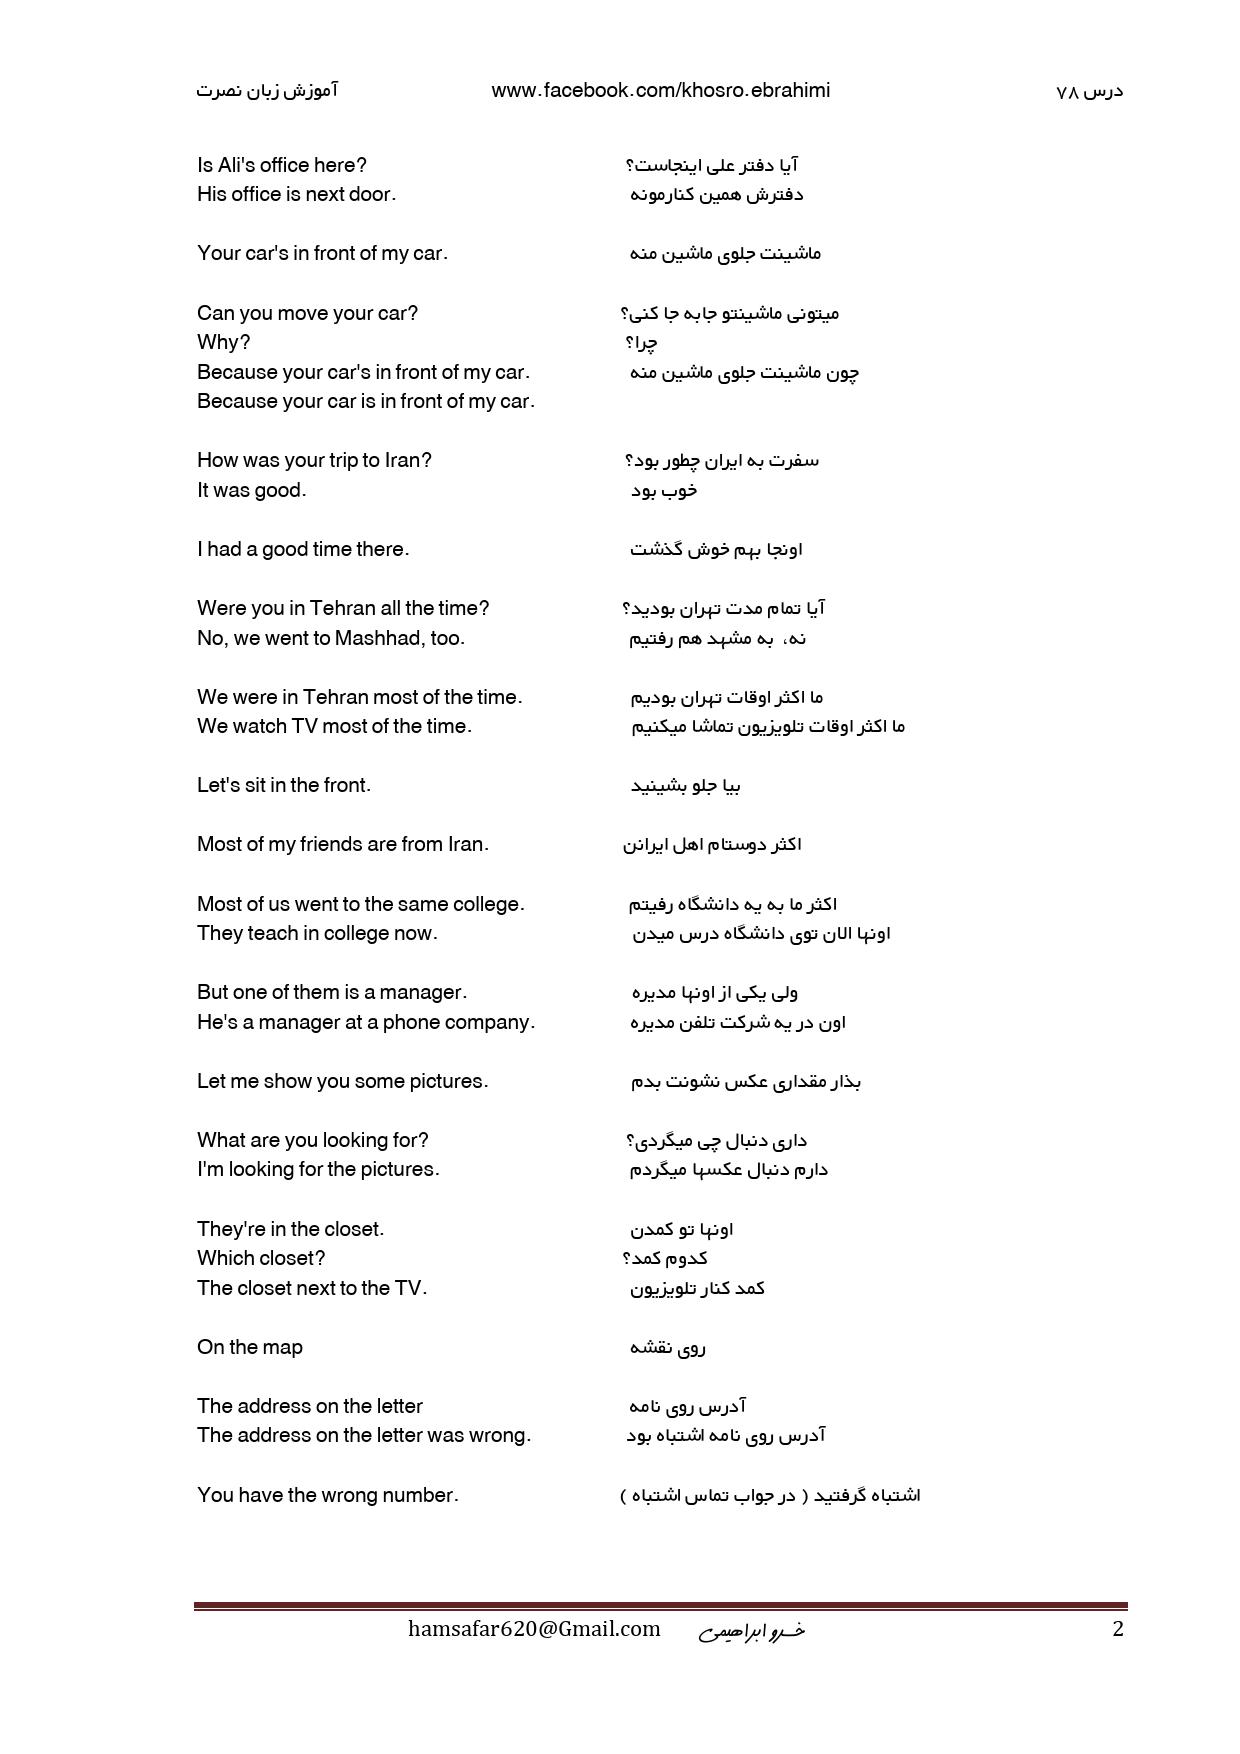 آموزش زبان نصرت www.facebook.com/khosro.ebrahimi درس ۷۸
Is Ali's office here? آیا دفتر علی اینجاست؟
His office is next door. دفترش همین کنارمونه
Your car's in front of my car. ماشینت جلوی ماشین منه
Can you move your car? میتونی ماشینتو جابه جا کنی؟
Why? چرا؟
Because your car's in front of my car. چون ماشینت جلوی ماشین منه
Because your car is in front of my car.
How was your trip to Iran? سفرت به ایران چطور بود؟
It was good. خوب بود
I had a good time there. اونجا بهم خوش گذشت
Were you in Tehran all the time? آیا تمام مدت تهران بودید؟
No, we went to Mashhad, too. نه، به مشهد هم رفتیم
We were in Tehran most of the time. ما اکثر اوقات تهران بودیم
We watch TV most of the time. ما اکثر اوقات تلویزیون تماشا میکنیم
Let's sit in the front. بیا جلو بشینید
Most of my friends are from Iran. اکثر دوستام اهل ایرانن
Most of us went to the same college. اکثر ما به یه دانشگاه رفیتم
They teach in college now. اونها الان توی دانشگاه درس میدن
But one of them is a manager. ولی یکی از اونها مدیره
He's a manager at a phone company. اون در یه شرکت تلفن مدیره
Let me show you some pictures. بذار مقداری عکس نشونت بدم
What are you looking for? داری دنبال چی میگردی؟
I'm looking for the pictures. دارم دنبال عکسها میگردم
They're in the closet. اونها تو کمدن
Which closet? کدوم کمد؟
The closet next to the TV. کمد کنار تلویزیون
On the map روی نقشه
The address on the letter آدرس روی نامه
The address on the letter was wrong. آدرس روی نامه اشتباه بود
You have the wrong number. اشتباه گرفتید ( در جواب تماس اشتباه )
hamsafar620@Gmail.com خسرو ابراهیمی 2